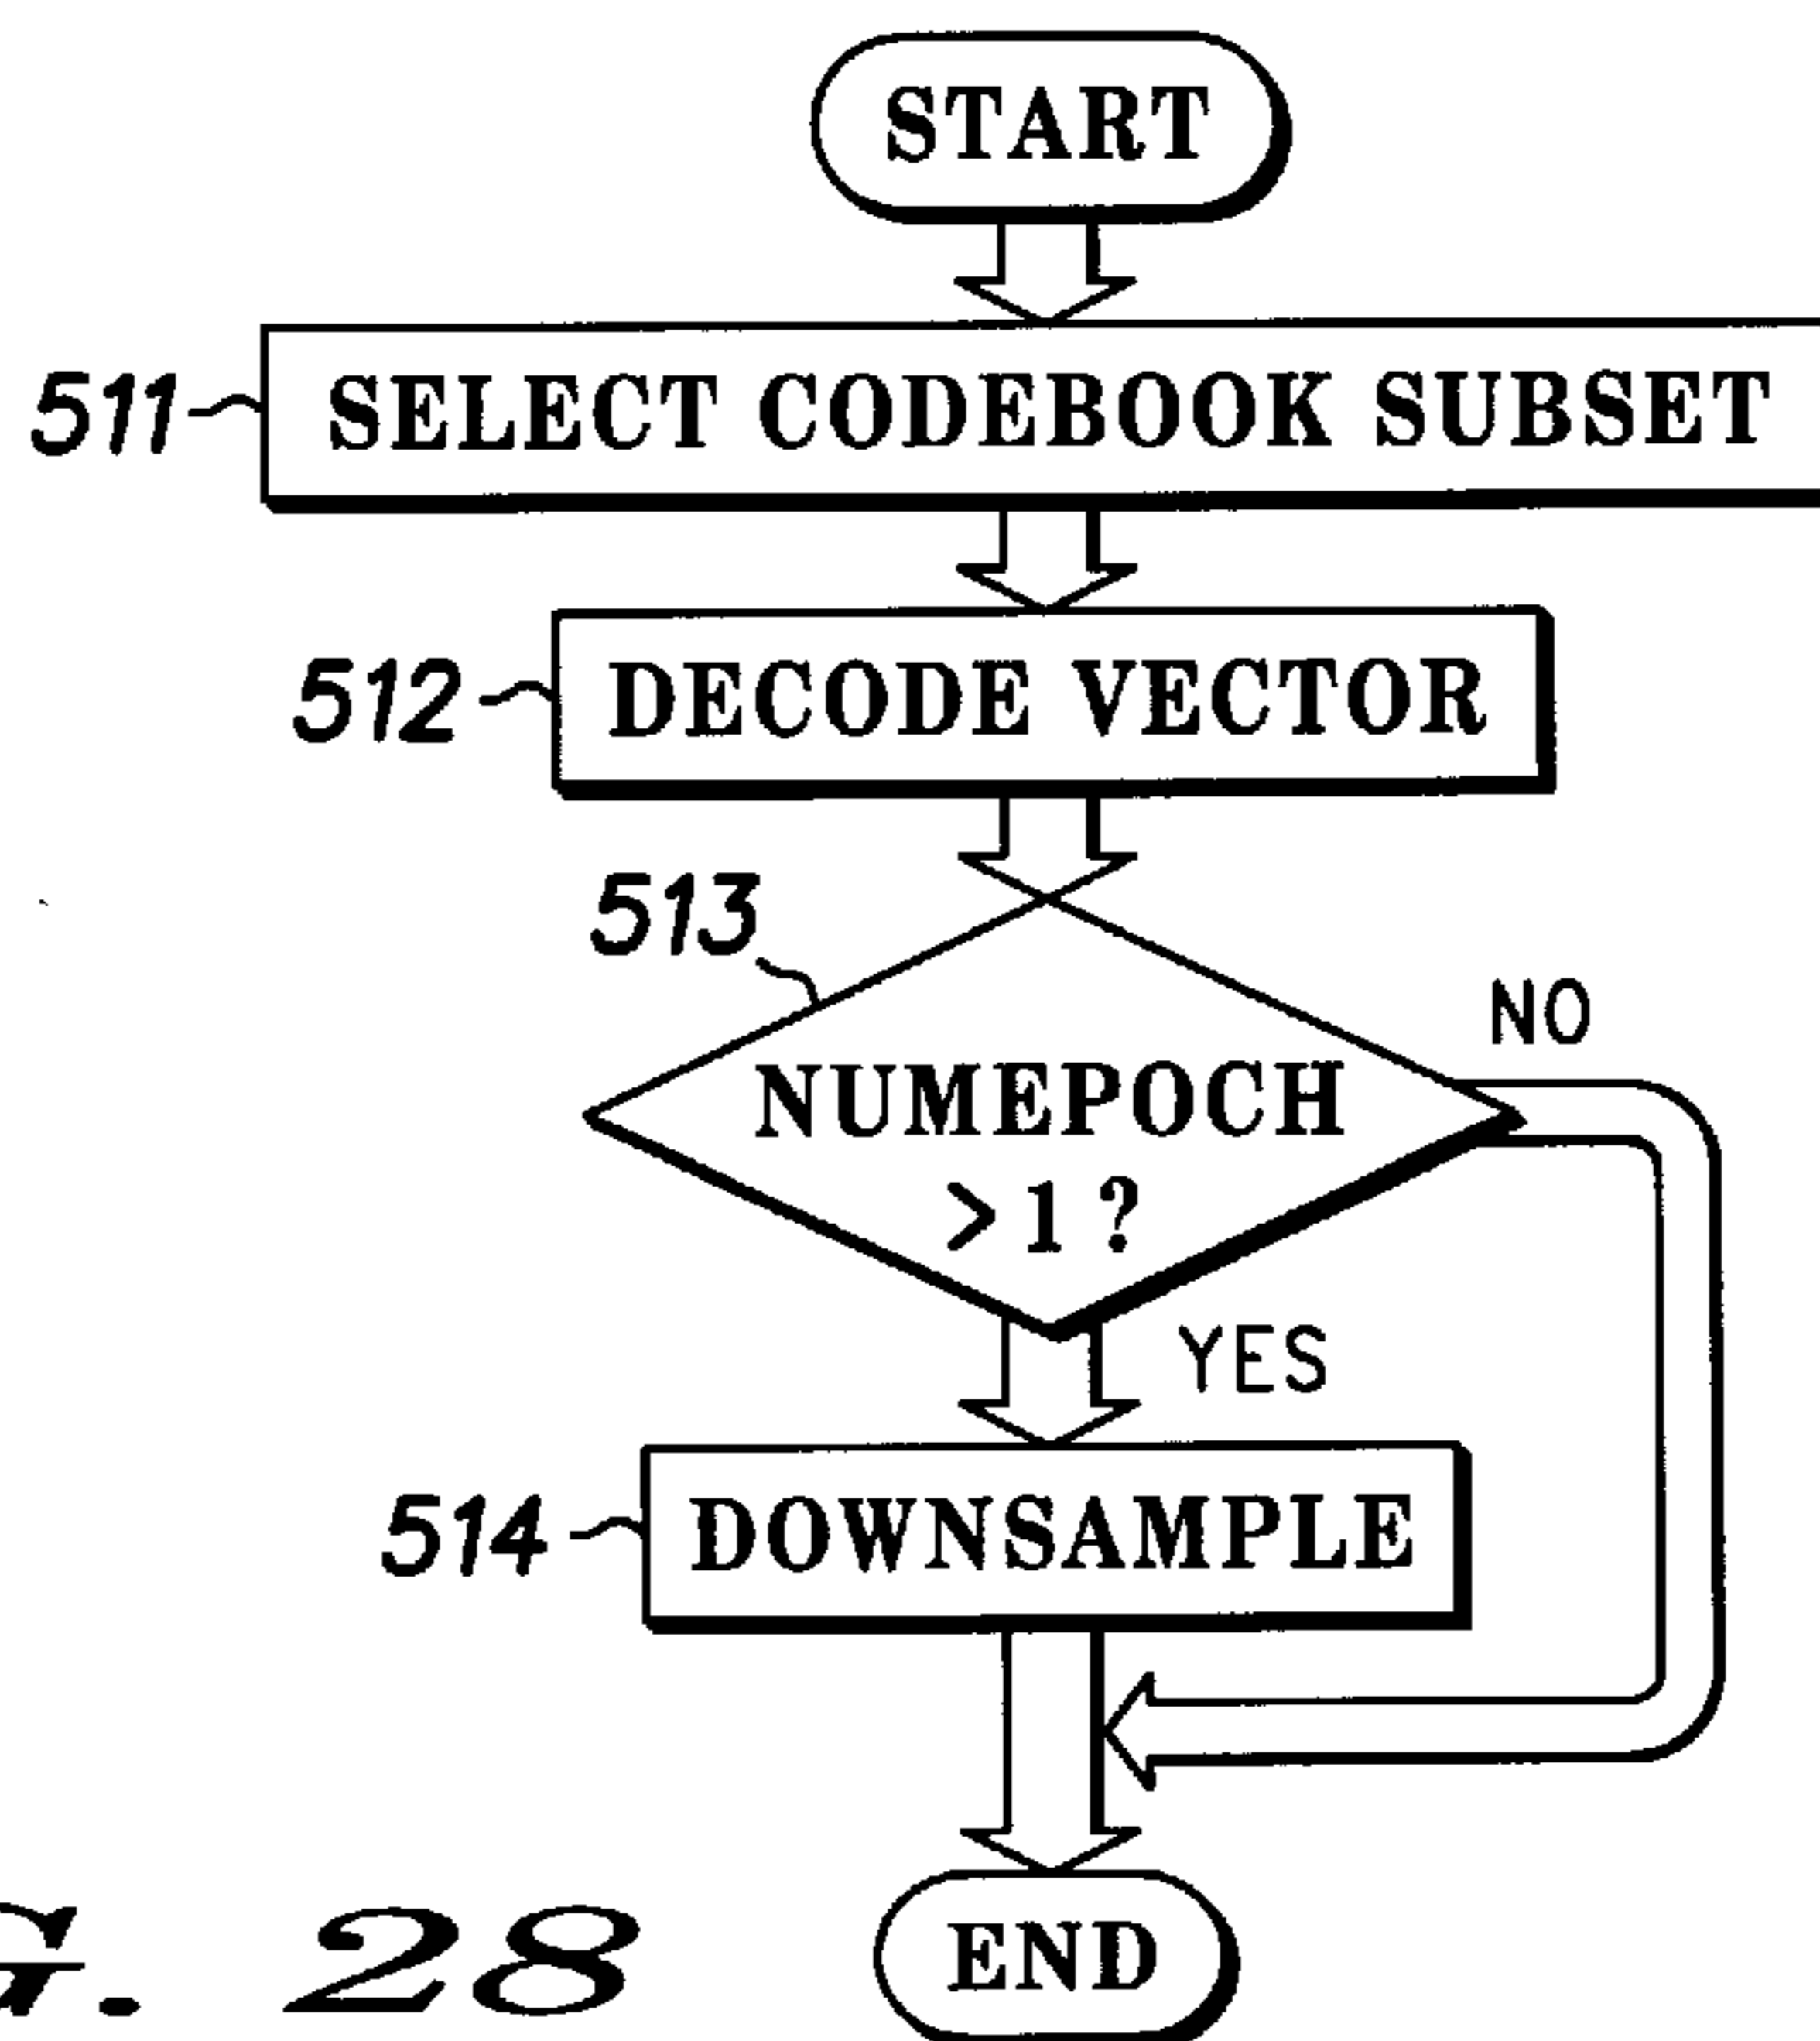 START
511 SELECT CODEBOOK SUBSET
512 DECODE VECTOR
513
NO
NUMEPOCH
>1?
YES
514 DOWNSAMPLE
END
G. 28